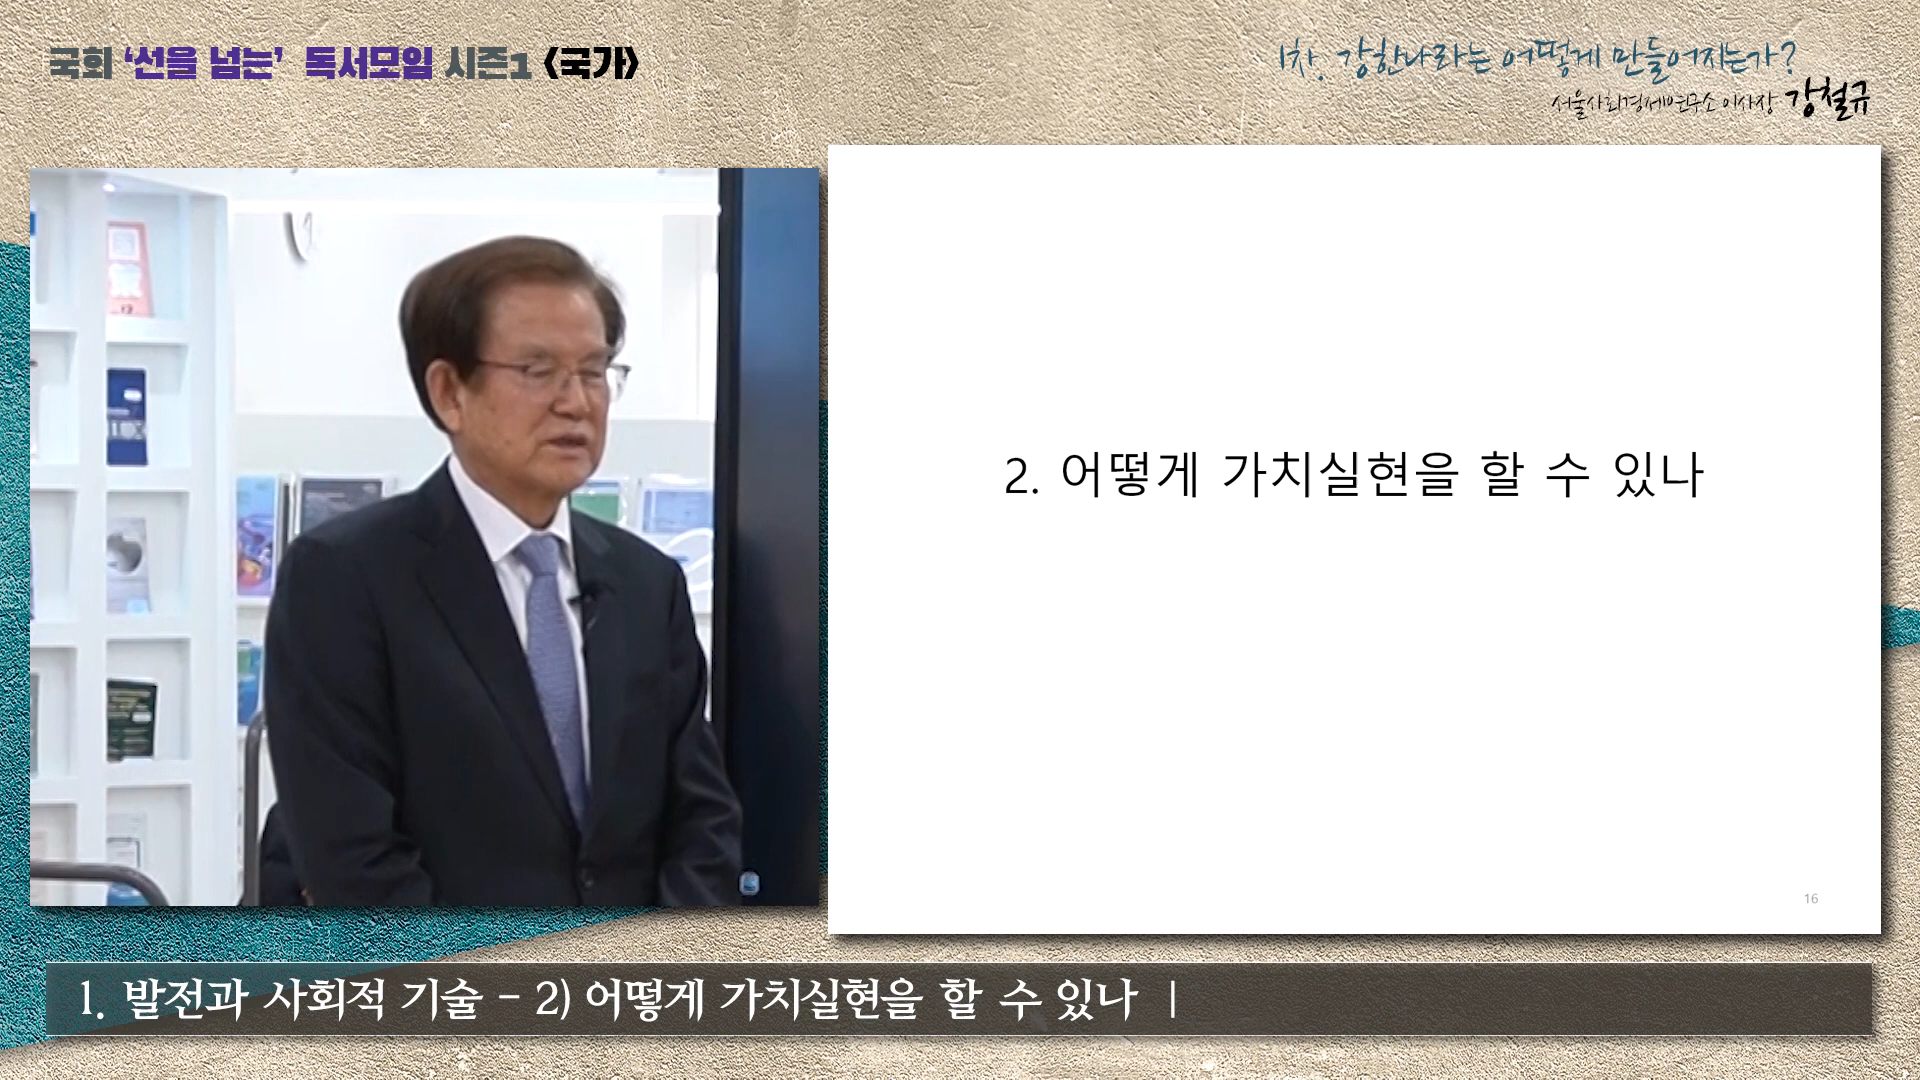 국회 ‘선을 넘는’ 독서모임 시즌1 〈국가〉
1차. 강한나라는 어떻게 만들어지는가?
서울사회경제연구소 이사장 강철규
2. 어떻게 가치실현을 할 수 있나
16
1. 발전과 사회적 기술 - 2) 어떻게 가치실현을 할 수 있나 |